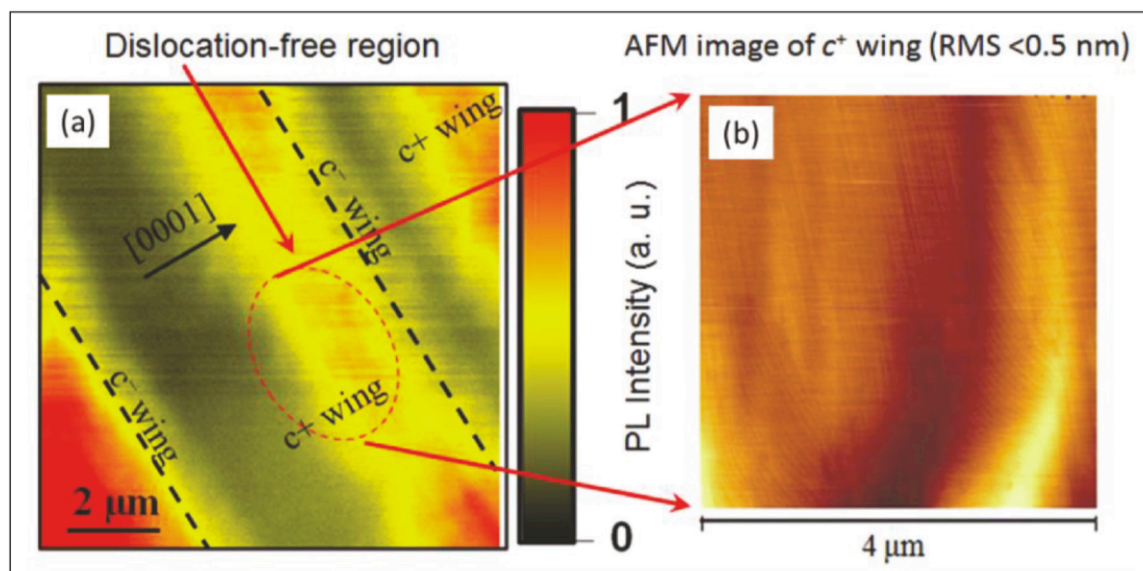 Dislocation-free region
AFM image of c⁺ wing (RMS <0.5 nm)
(a)
c+ wing
c⁻ wing
[0001]
c+ wing
c⁻ wing
2 μm
1
PL Intensity (a. u.)
0
(b)
4 μm